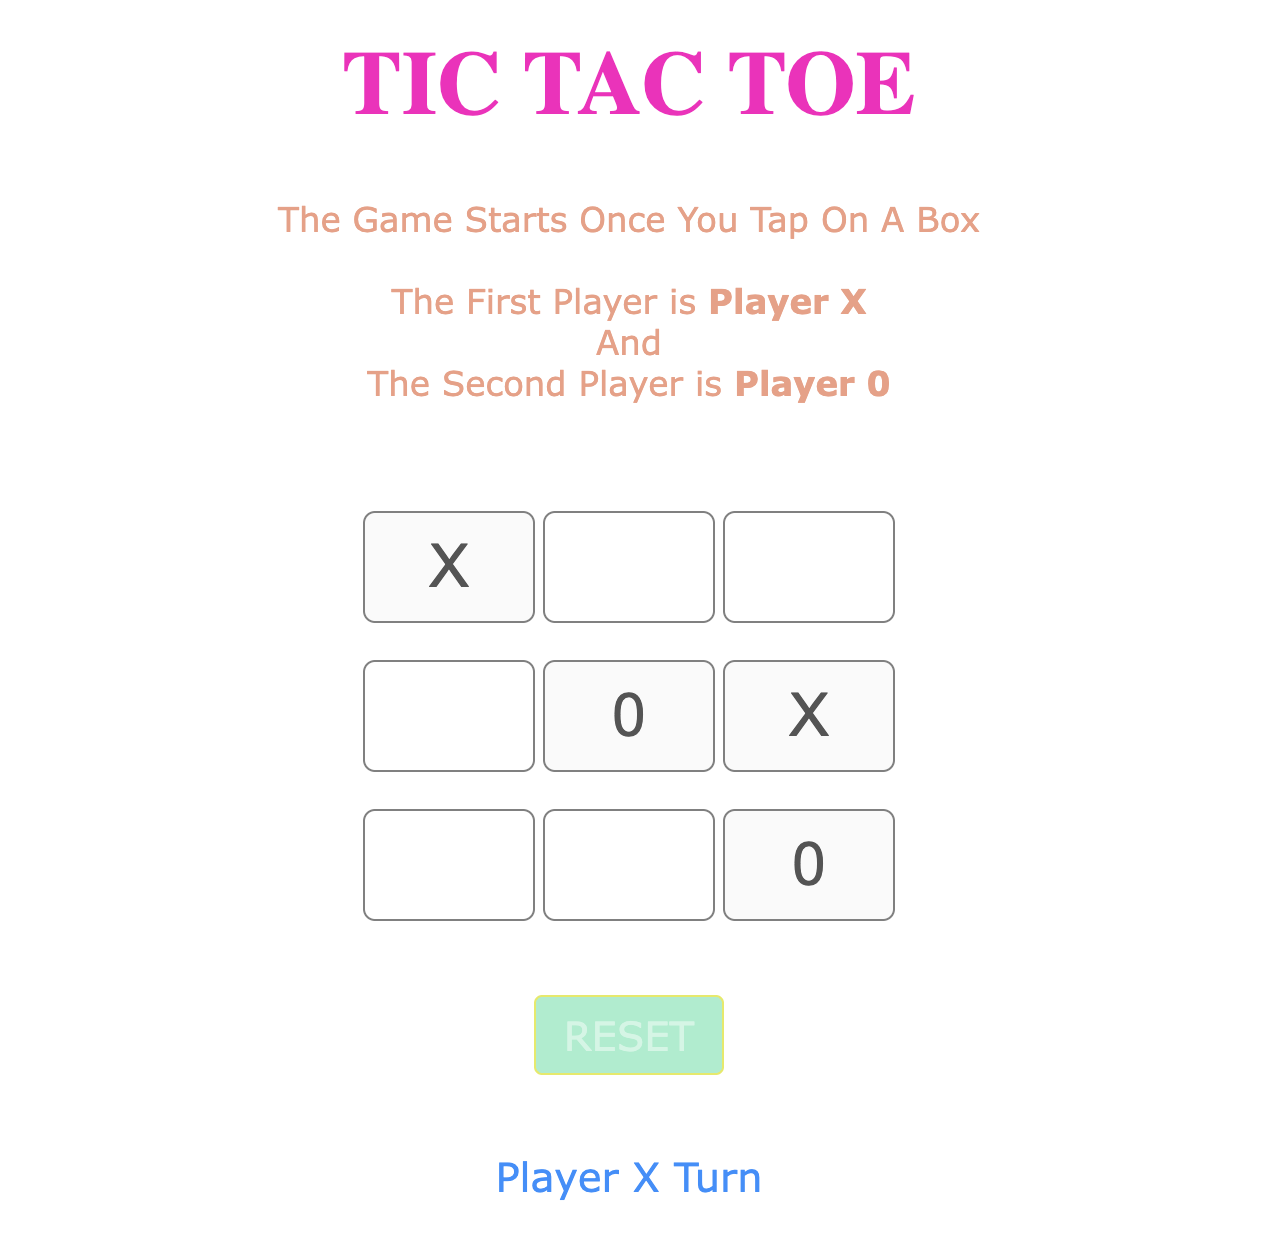 TIC TAC TOE
The Game Starts Once You Tap On A Box
The First Player is Player X
And
The Second Player is Player 0
X
0 X
0
RESET
Player X Turn